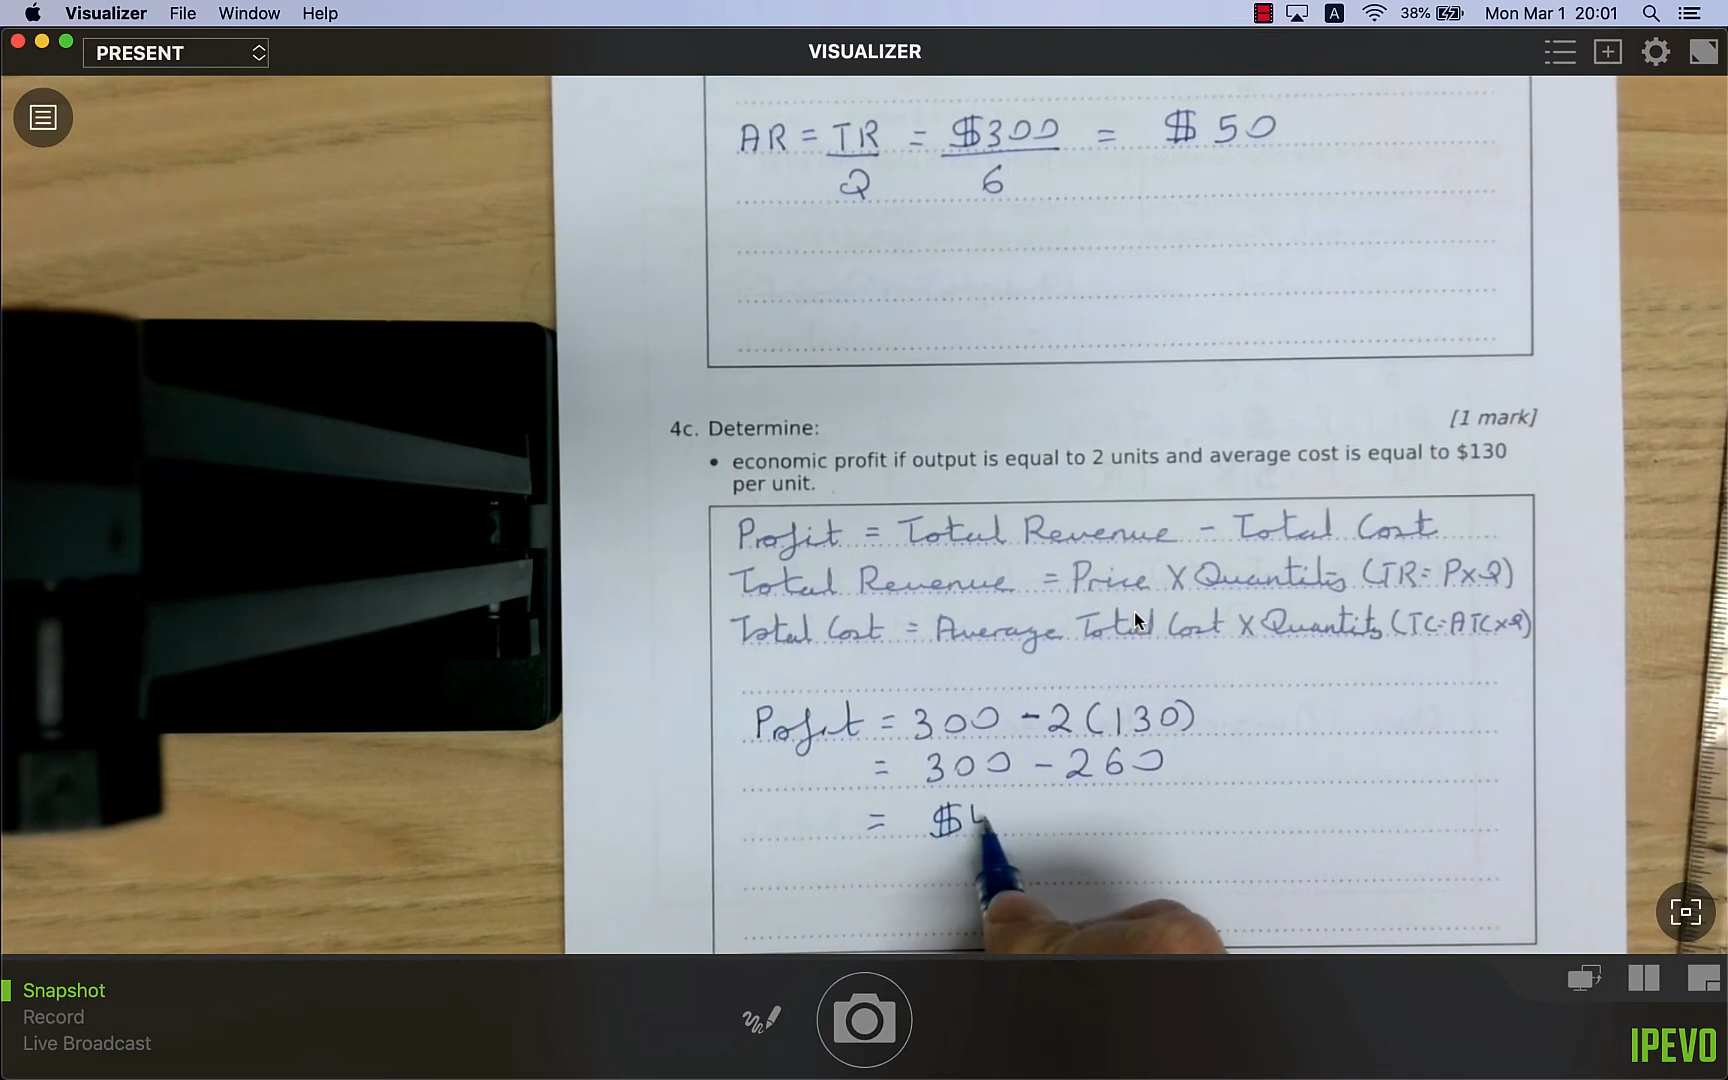 Visualizer File Window Help
A 38% Mon Mar 1 20:01
PRESENT
VISUALIZER
AR = TR = $300 = $ 50
Q 6
4c. Determine:
[1 mark]
• economic profit if output is equal to 2 units and average cost is equal to $130
per unit.
Profit = Total Revenue - Total Cost
Total Revenue = Price X Quantity (TR = PxQ)
Total Cost = Average Total Cost X Quantity (TC=ATCxQ)
Profit = 300 - 2(130)
= 300 - 260
= $4
Snapshot
Record
Live Broadcast
IPEVO